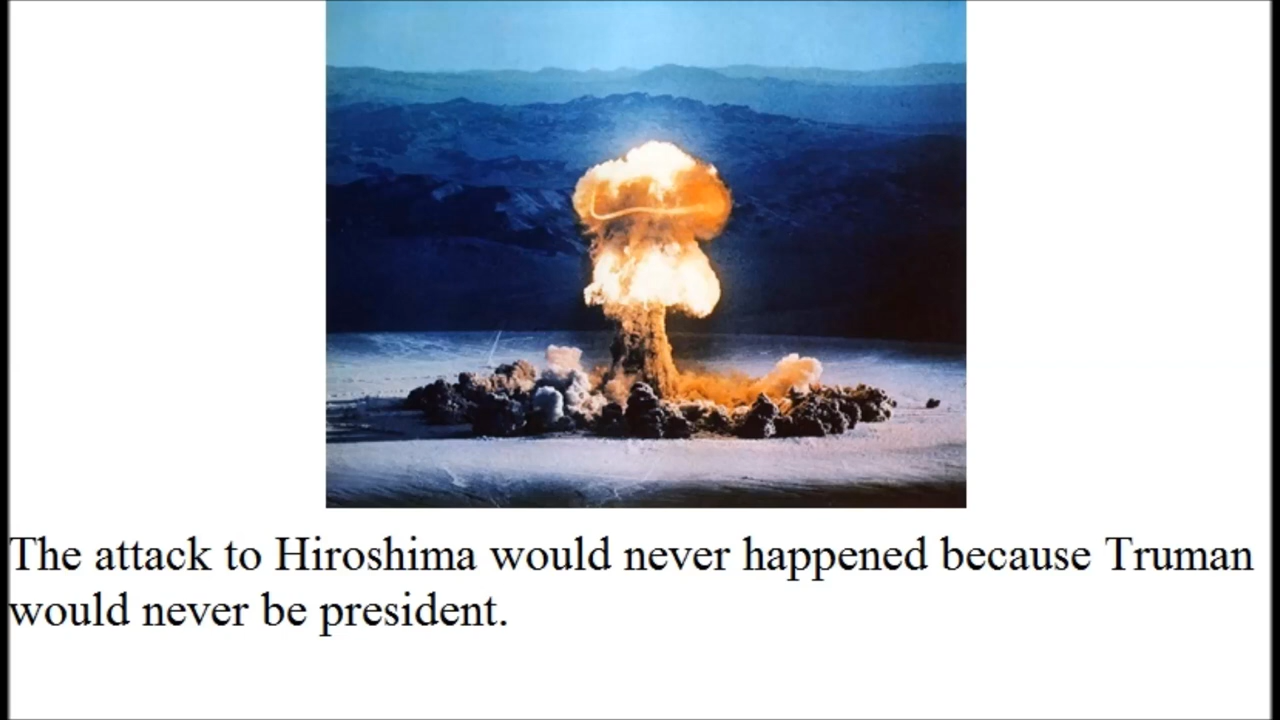 The attack to Hiroshima would never happened because Truman
would never be president.